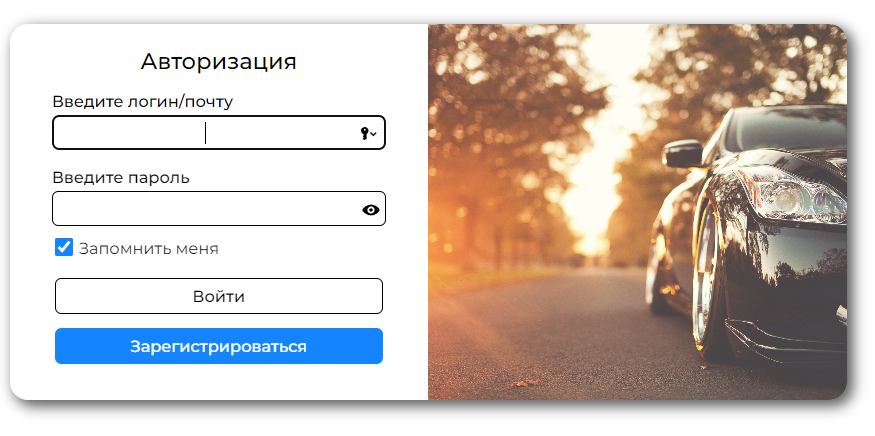 Авторизация
Введите логин/почту
Введите пароль
Запомнить меня
Войти
Зарегистрироваться